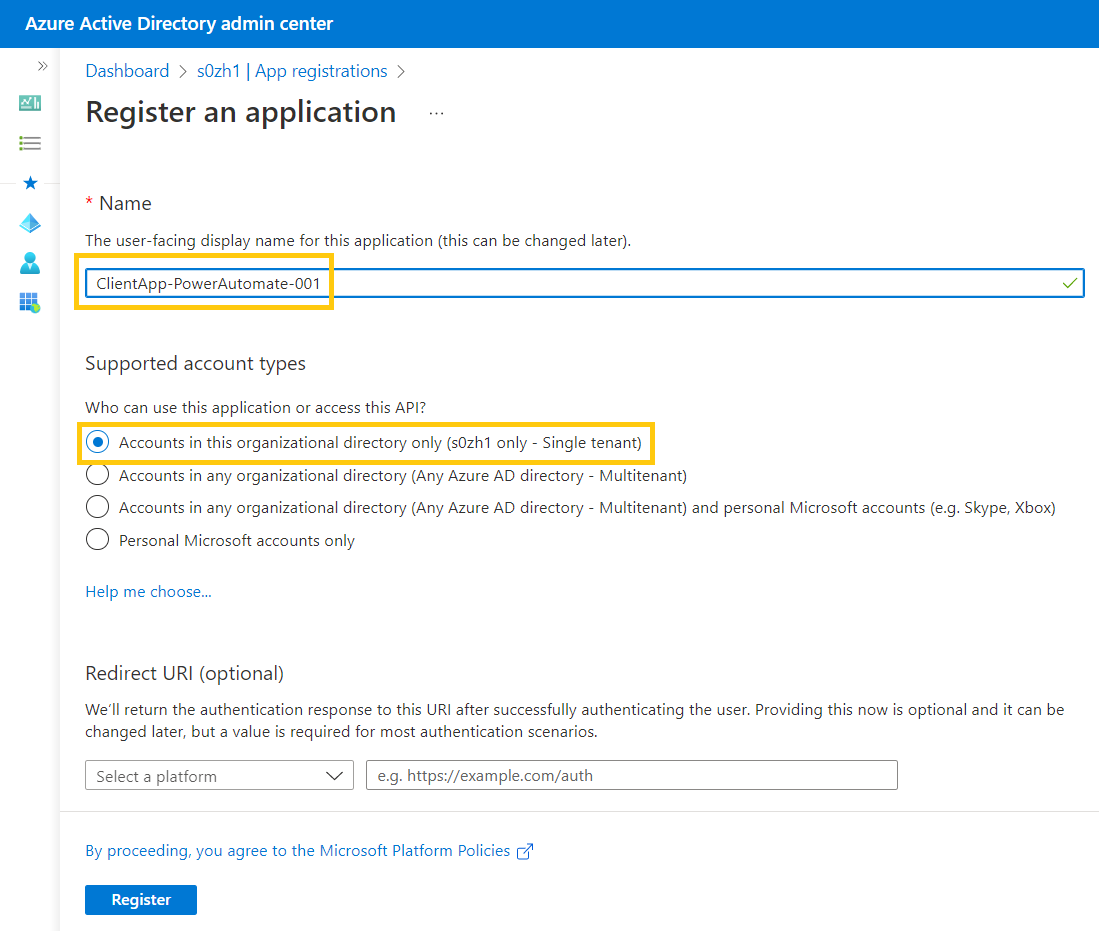 Azure Active Directory admin center
Dashboard > s0zh1 | App registrations >
Register an application ...
* Name
The user-facing display name for this application (this can be changed later).
ClientApp-PowerAutomate-001
Supported account types
Who can use this application or access this API?
Accounts in this organizational directory only (s0zh1 only - Single tenant)
Accounts in any organizational directory (Any Azure AD directory - Multitenant)
Accounts in any organizational directory (Any Azure AD directory - Multitenant) and personal Microsoft accounts (e.g. Skype, Xbox)
Personal Microsoft accounts only
Help me choose...
Redirect URI (optional)
We'll return the authentication response to this URI after successfully authenticating the user. Providing this now is optional and it can be
changed later, but a value is required for most authentication scenarios.
Select a platform
e.g. https://example.com/auth
By proceeding, you agree to the Microsoft Platform Policies
Register